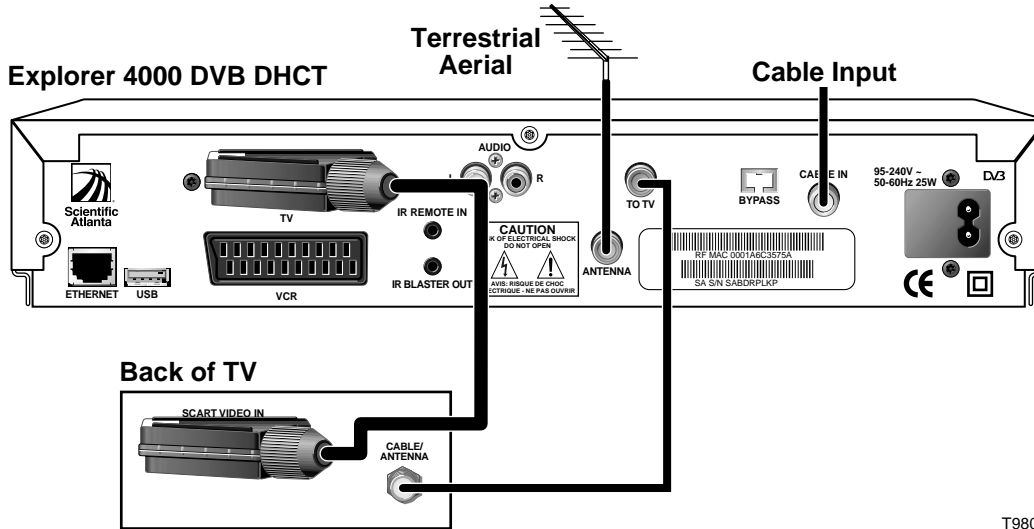 Terrestrial
Aerial
Explorer 4000 DVB DHCT
Cable Input
AUDIO
R
95-240V ~
50-60Hz 25W
DVB
CABLE IN
Scientific
Atlanta
TV
IR REMOTE IN
TO TV
BYPASS
CAUTION
OF ELECTRICAL SHOCK
DO NOT OPEN
RF MAC 0001A6C3575A
ETHERNET
USB
VCR
IR BLASTER OUT
ANTENNA
AVIS: RISQUE DE CHOC
- NE PAS OUVRIR
SA S/N SABDRPLKP
CE
Back of TV
SCART VIDEO IN
CABLE/
ANTENNA